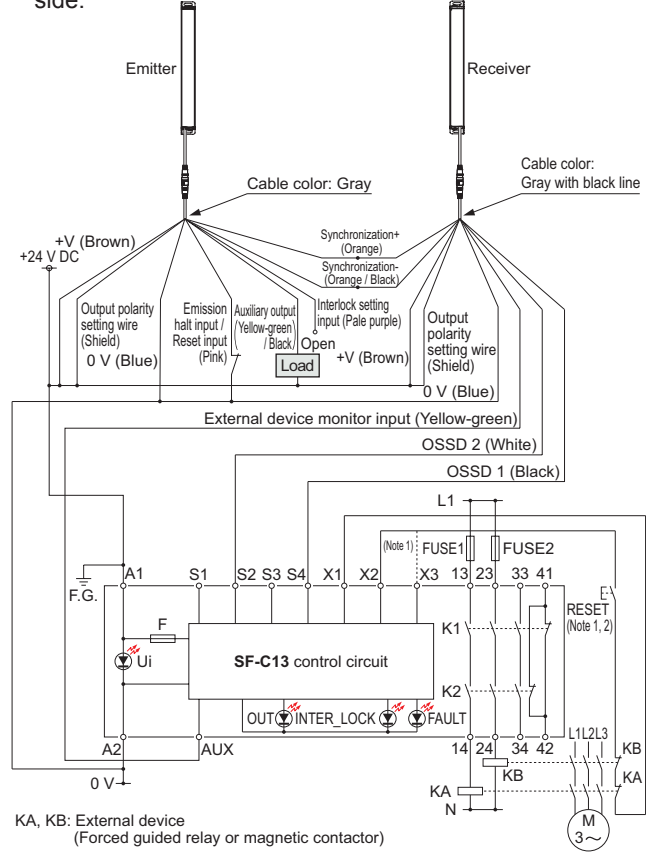 side.
Emitter
Receiver
Cable color: Gray
Cable color:
Gray with black line
+V (Brown)
+24 V DC
Synchronization+
(Orange)
Synchronization-
(Orange / Black)
Output polarity
setting wire
(Shield)
0 V (Blue)
Emission
halt input /
Reset input
(Pink)
Auxiliary output
(Yellow-green
/ Black)
Interlock setting
input (Pale purple)
Open
Load
+V (Brown)
Output
polarity
setting wire
(Shield)
0 V (Blue)
External device monitor input (Yellow-green)
OSSD 2 (White)
OSSD 1 (Black)
L1
(Note 1)
FUSE1
FUSE2
F.G.
A1
S1
S2
S3
S4
X1
X2
X3
13
23
33
41
RESET
(Note 1, 2)
E
F
Ui
SF-C13 control circuit
K1
K2
OUT
INTER_LOCK
FAULT
A2
AUX
14
24
34
42
L1
L2
L3
KB
KA
KB
KA
N
0 V
M
3～
KA, KB: External device
(Forced guided relay or magnetic contactor)